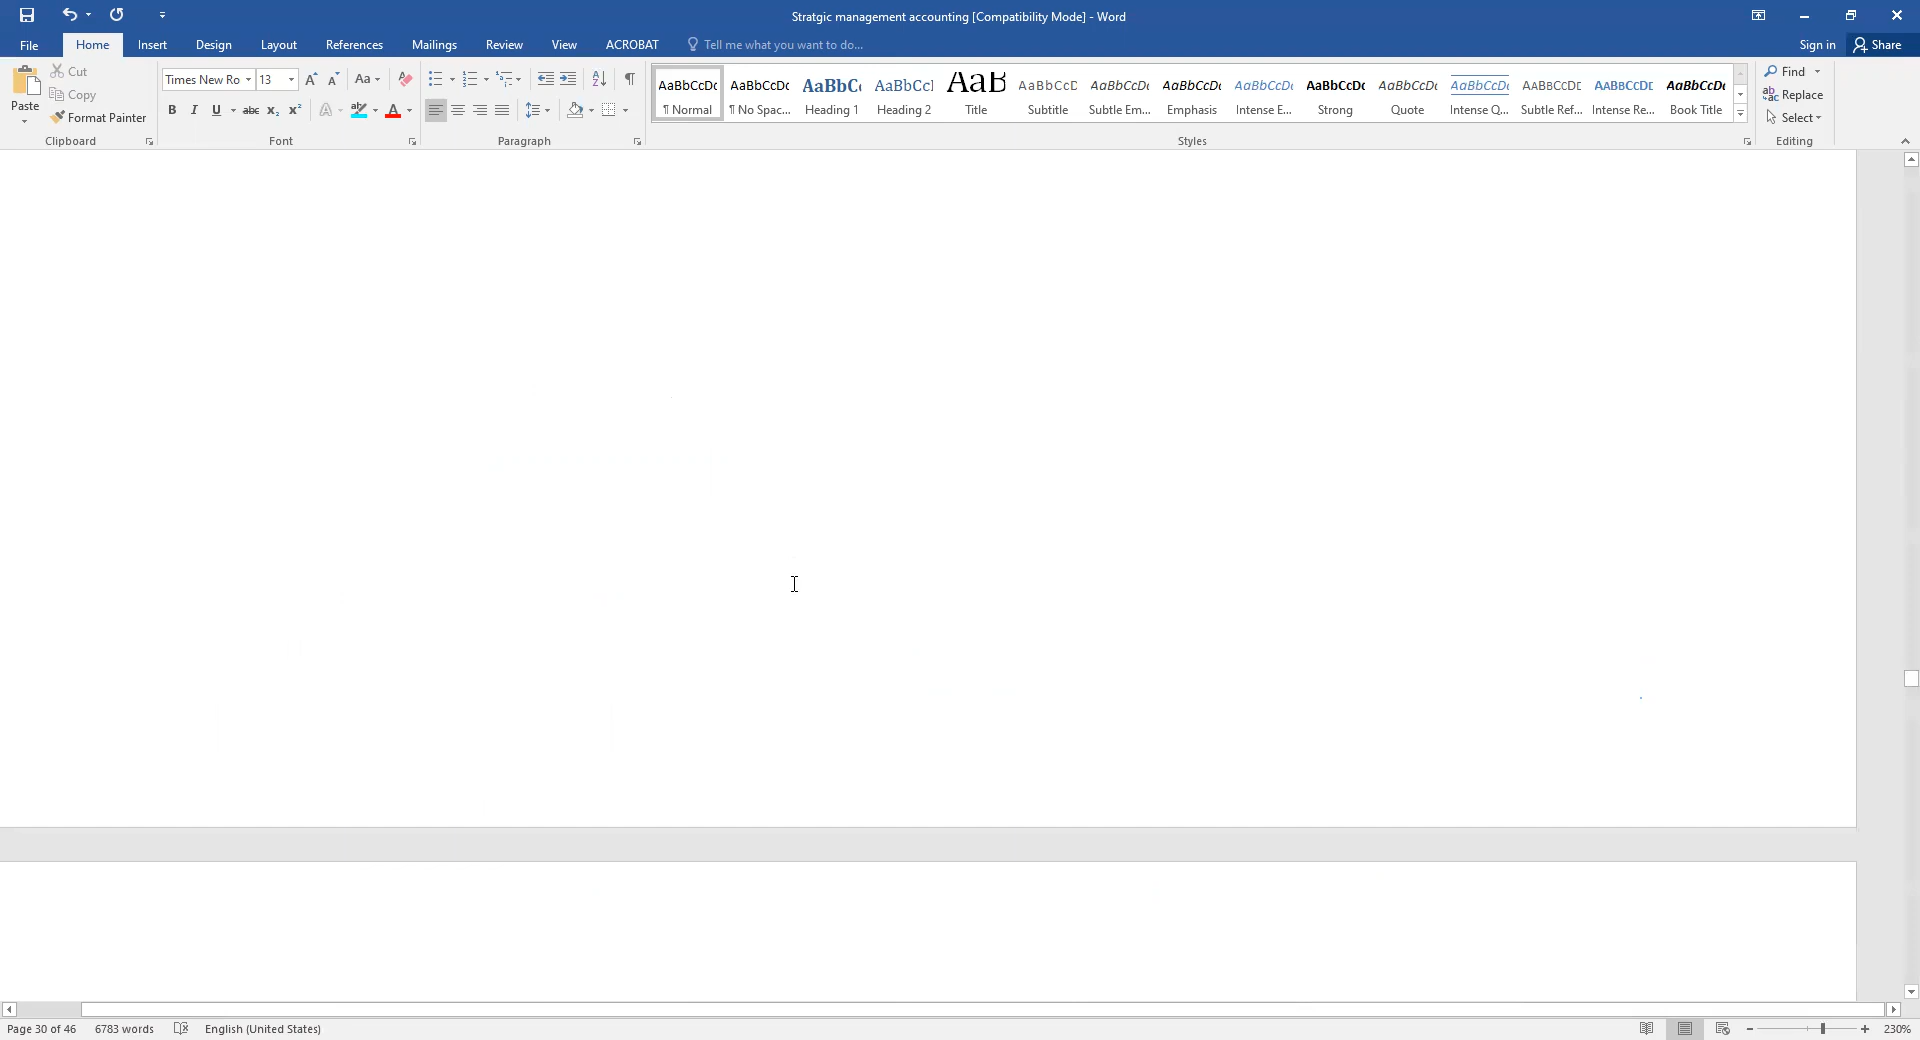 Stratgic management accounting [Compatibility Mode] - Word
File Home Insert Design Layout References Mailings Review View ACROBAT Tell me what you want to do... Sign in Share
Paste
Cut
Copy
Format Painter
Clipboard
Times New Ro 13
Font
Paragraph
AaBbCcDc AaBbCcDc AaBbCc AaBbCcI AaB AaBbCcD AaBbCcDc AaBbCcDc AaBbCcDc AaBbCcDc AaBbCcDc AaBbCcDc AABBCCDE AABBCCDE AaBbCcDc
¶ Normal ¶ No Spac... Heading 1 Heading 2 Title Subtitle Subtle Em... Emphasis Intense E... Strong Quote Intense Q... Subtle Ref... Intense Re... Book Title
Styles
Find
Replace
Select
Editing
Page 30 of 46 6783 words English (United States) 230%